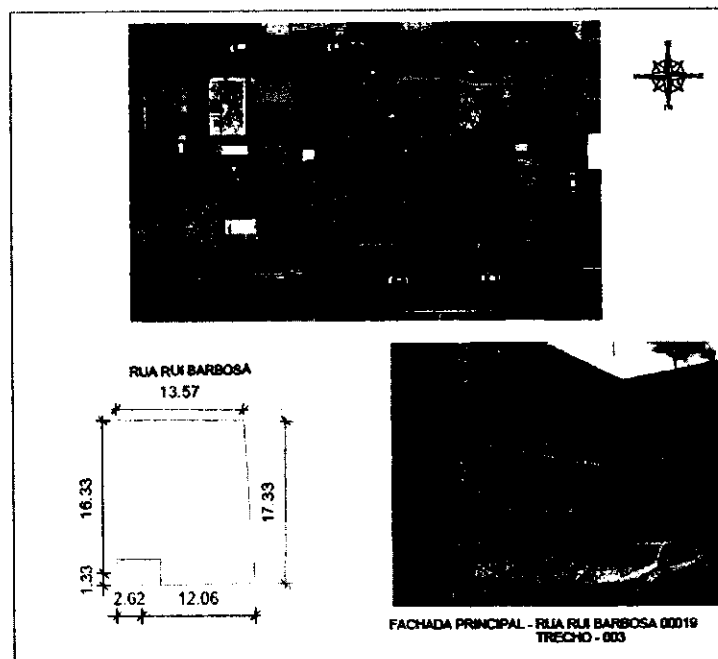 RUA RUI BARBOSA
13.57
16.33
17.33
1.33
2.62
12.06
FACHADA PRINCIPAL - RUA RUI BARBOSA 00019
TRECHO - 003